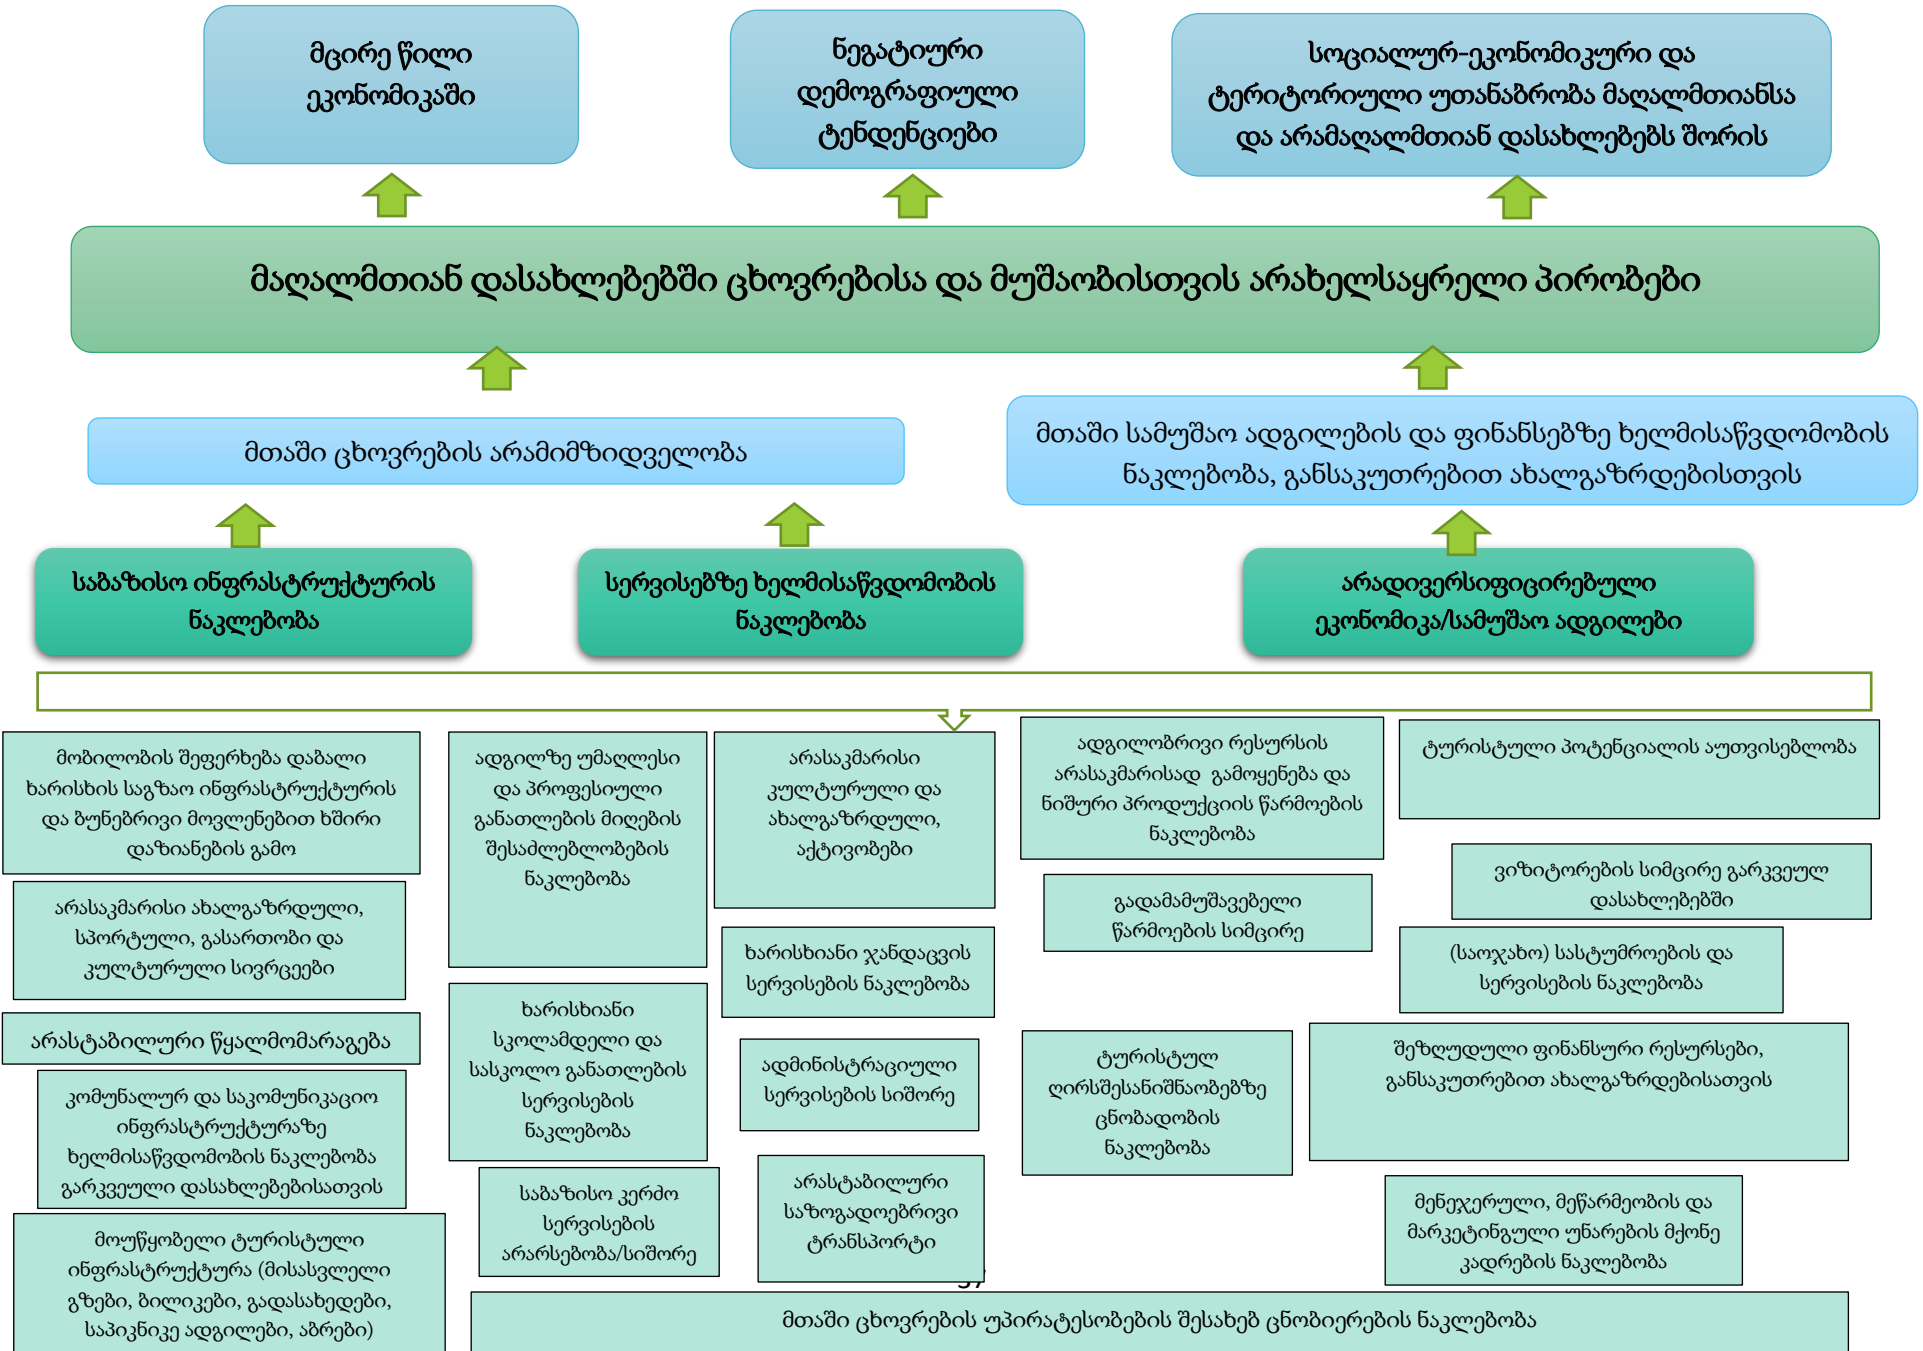 მცირე წილი
ეკონომიკაში
ნეგატიური
დემოგრაფიული
ტენდენციები
სოციალურ-ეკონომიკური და
ტერიტორიული უთანაბრობა მაღალმთიანსა
და არამაღალმთიან დასახლებებს შორის
მაღალმთიან დასახლებებში ცხოვრებისა და მუშაობისთვის არახელსაყრელი პირობები
მთაში ცხოვრების არამიმზიდველობა
მთაში სამუშაო ადგილების და ფინანსებზე ხელმისაწვდომობის
ნაკლებობა, განსაკუთრებით ახალგაზრდებისთვის
საბაზისო ინფრასტრუქტურის
ნაკლებობა
სერვისებზე ხელმისაწვდომობის
ნაკლებობა
არადივერსიფიცირებული
ეკონომიკა/სამუშაო ადგილები
მობილობის შეფერხება დაბალი
ხარისხის საგზაო ინფრასტრუქტურის
და ბუნებრივი მოვლენებით ხშირი
დაზიანების გამო
არასაკმარისი ახალგაზრდული,
სპორტული, გასართობი და
კულტურული სივრცეები
არასტაბილური წყალმომარაგება
კომუნალურ და საკომუნიკაციო
ინფრასტრუქტურაზე
ხელმისაწვდომობის ნაკლებობა
გარკვეული დასახლებებისათვის
მოუწყობელი ტურისტული
ინფრასტრუქტურა (მისასვლელი
გზები, ბილიკები, გადასახედები,
საპიკნიკე ადგილები, აბრები)
ადგილზე უმაღლესი
და პროფესიული
განათლების მიღების
შესაძლებლობების
ნაკლებობა
ხარისხიანი
სკოლამდელი და
სასკოლო განათლების
სერვისების
ნაკლებობა
საბაზისო კერძო
სერვისების
არარსებობა/სიშორე
არასაკმარისი
კულტურული და
ახალგაზრდული,
აქტივობები
ხარისხიანი ჯანდაცვის
სერვისების ნაკლებობა
ადმინისტრაციული
სერვისების სიშორე
არასტაბილური
საზოგადოებრივი
ტრანსპორტი
ადგილობრივი რესურსის
არასაკმარისად გამოყენება და
ნიშური პროდუქციის წარმოების
ნაკლებობა
გადამამუშავებელი
წარმოების სიმცირე
ტურისტულ
ღირსშესანიშნაობებზე
ცნობადობის
ნაკლებობა
ტურისტული პოტენციალის აუთვისებლობა
ვიზიტორების სიმცირე გარკვეულ
დასახლებებში
(საოჯახო) სასტუმროების და
სერვისების ნაკლებობა
შეზღუდული ფინანსური რესურსები,
განსაკუთრებით ახალგაზრდებისათვის
მენეჯერული, მეწარმეობის და
მარკეტინგული უნარების მქონე
კადრების ნაკლებობა
მთაში ცხოვრების უპირატესობების შესახებ ცნობიერების ნაკლებობა